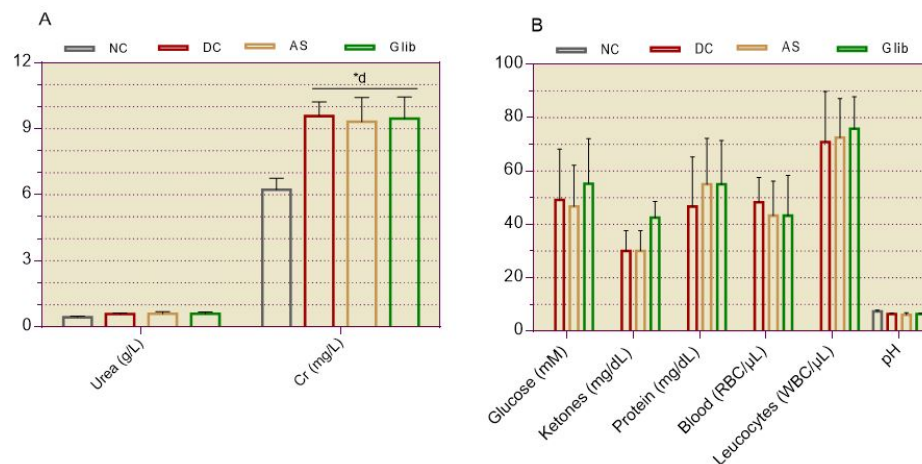 A
NC DC AS Glib
12
9
6
3
0
*d
Urea (g/L)
Cr (mg/L)
B
NC DC AS Glib
100
80
60
40
20
0
Glucose (mM)
Ketones (mg/dL)
Protein (mg/dL)
Blood (RBC/µL)
Leucocytes (WBC/µL)
pH